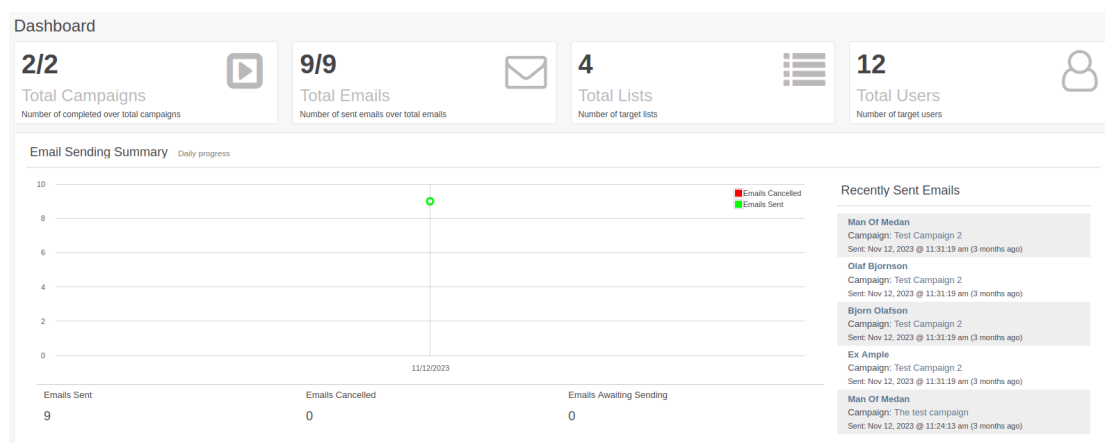 Dashboard
2/2
Total Campaigns
Number of completed over total campaigns
9/9
Total Emails
Number of sent emails over total emails
4
Total Lists
Number of target lists
12
Total Users
Number of target users
Email Sending Summary Daily progress
10
8
6
4
2
0
11/12/2023
Emails Cancelled
Emails Sent
Emails Sent
9
Emails Cancelled
0
Emails Awaiting Sending
0
Recently Sent Emails
Man Of Medan
Campaign: Test Campaign 2
Sent: Nov 12, 2023 @ 11:31:19 am (3 months ago)
Olaf Bjornson
Campaign: Test Campaign 2
Sent: Nov 12, 2023 @ 11:31:19 am (3 months ago)
Bjorn Olafson
Campaign: Test Campaign 2
Sent: Nov 12, 2023 @ 11:31:19 am (3 months ago)
Ex Ample
Campaign: Test Campaign 2
Sent: Nov 12, 2023 @ 11:31:19 am (3 months ago)
Man Of Medan
Campaign: The test campaign
Sent: Nov 12, 2023 @ 11:24:13 am (3 months ago)